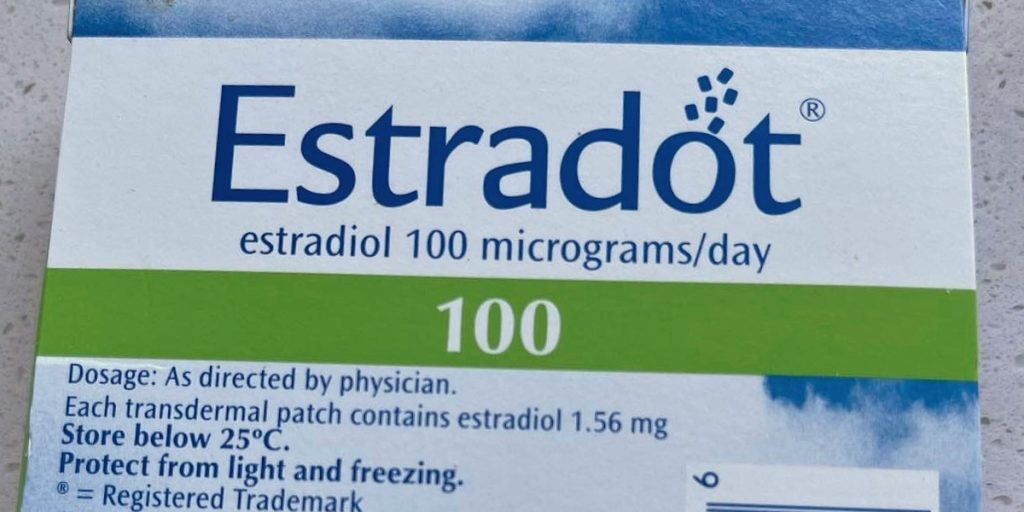 Estradot®
estradiol 100 micrograms/day
100
Dosage: As directed by physician.
Each transdermal patch contains estradiol 1.56 mg
Store below 25ºC.
Protect from light and freezing.
® = Registered Trademark